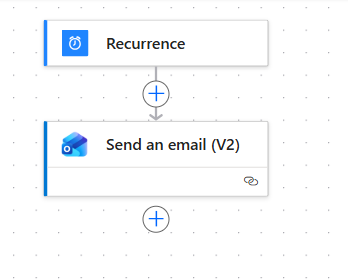 Recurrence
Send an email (V2)